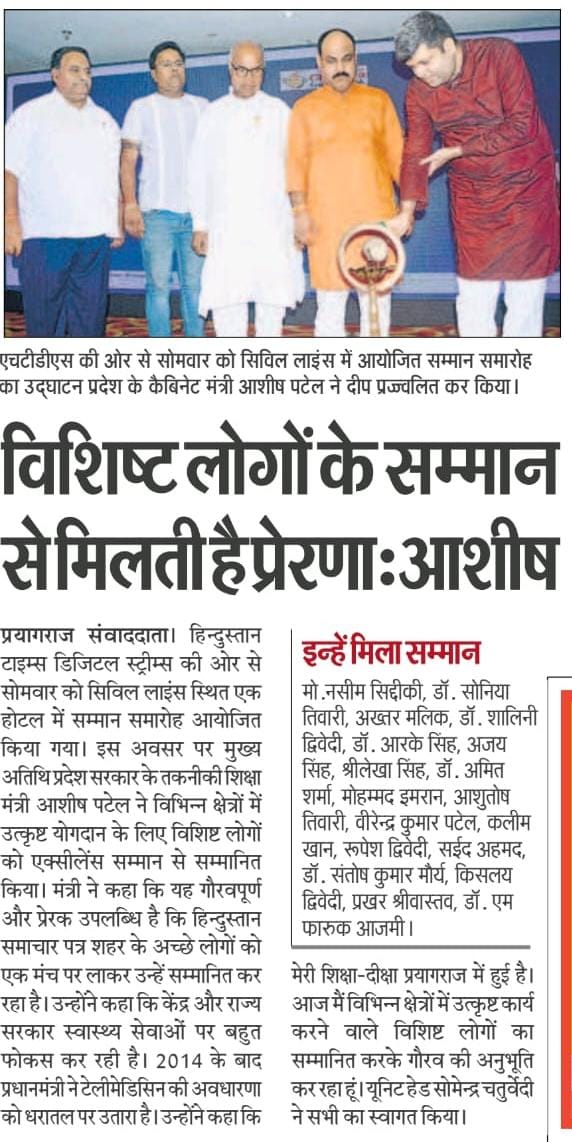 एचटीडीएस की ओर से सोमवार को सिविल लाइंस में आयोजित सम्मान समारोह
का उद्घाटन प्रदेश के कैबिनेट मंत्री आशीष पटेल ने दीप प्रज्ज्वलित कर किया।
विशिष्ट लोगों के सम्मान
से मिलती है प्रेरणा: आशीष
प्रयागराज संवाददाता। हिन्दुस्तान
टाइम्स डिजिटल स्ट्रीम्स की ओर से
सोमवार को सिविल लाइंस स्थित एक
होटल में सम्मान समारोह आयोजित
किया गया। इस अवसर पर मुख्य
अतिथि प्रदेश सरकार के तकनीकी शिक्षा
मंत्री आशीष पटेल ने विभिन्न क्षेत्रों में
उत्कृष्ट योगदान के लिए विशिष्ट लोगों
को एक्सीलेंस सम्मान से सम्मानित
किया। मंत्री ने कहा कि यह गौरवपूर्ण
और प्रेरक उपलब्धि है कि हिन्दुस्तान
समाचार पत्र शहर के अच्छे लोगों को
एक मंच पर लाकर उन्हें सम्मानित कर
रहा है। उन्होंने कहा कि केंद्र और राज्य
सरकार स्वास्थ्य सेवाओं पर बहुत
फोकस कर रही है। 2014 के बाद
प्रधानमंत्री ने टेलीमेडिसिन की अवधारणा
को धरातल पर उतारा है। उन्होंने कहा कि
इन्हें मिला सम्मान
मो.नसीम सिद्दीकी, डॉ. सोनिया
तिवारी, अख्तर मलिक, डॉ. शालिनी
द्विवेदी, डॉ. आरके सिंह, अजय
सिंह, श्रीलेखा सिंह, डॉ. अमित
शर्मा, मोहम्मद इमरान, आशुतोष
तिवारी, वीरेन्द्र कुमार पटेल, कलीम
खान, रूपेश द्विवेदी, सईद अहमद,
डॉ. संतोष कुमार मौर्य, किसलय
द्विवेदी, प्रखर श्रीवास्तव, डॉ. एम
फारुक आजमी।
मेरी शिक्षा-दीक्षा प्रयागराज में हुई है।
आज मैं विभिन्न क्षेत्रों में उत्कृष्ट कार्य
करने वाले विशिष्ट लोगों का
सम्मानित करके गौरव की अनुभूति
कर रहा हूं। यूनिट हेड सोमेन्द्र चतुर्वेदी
ने सभी का स्वागत किया।